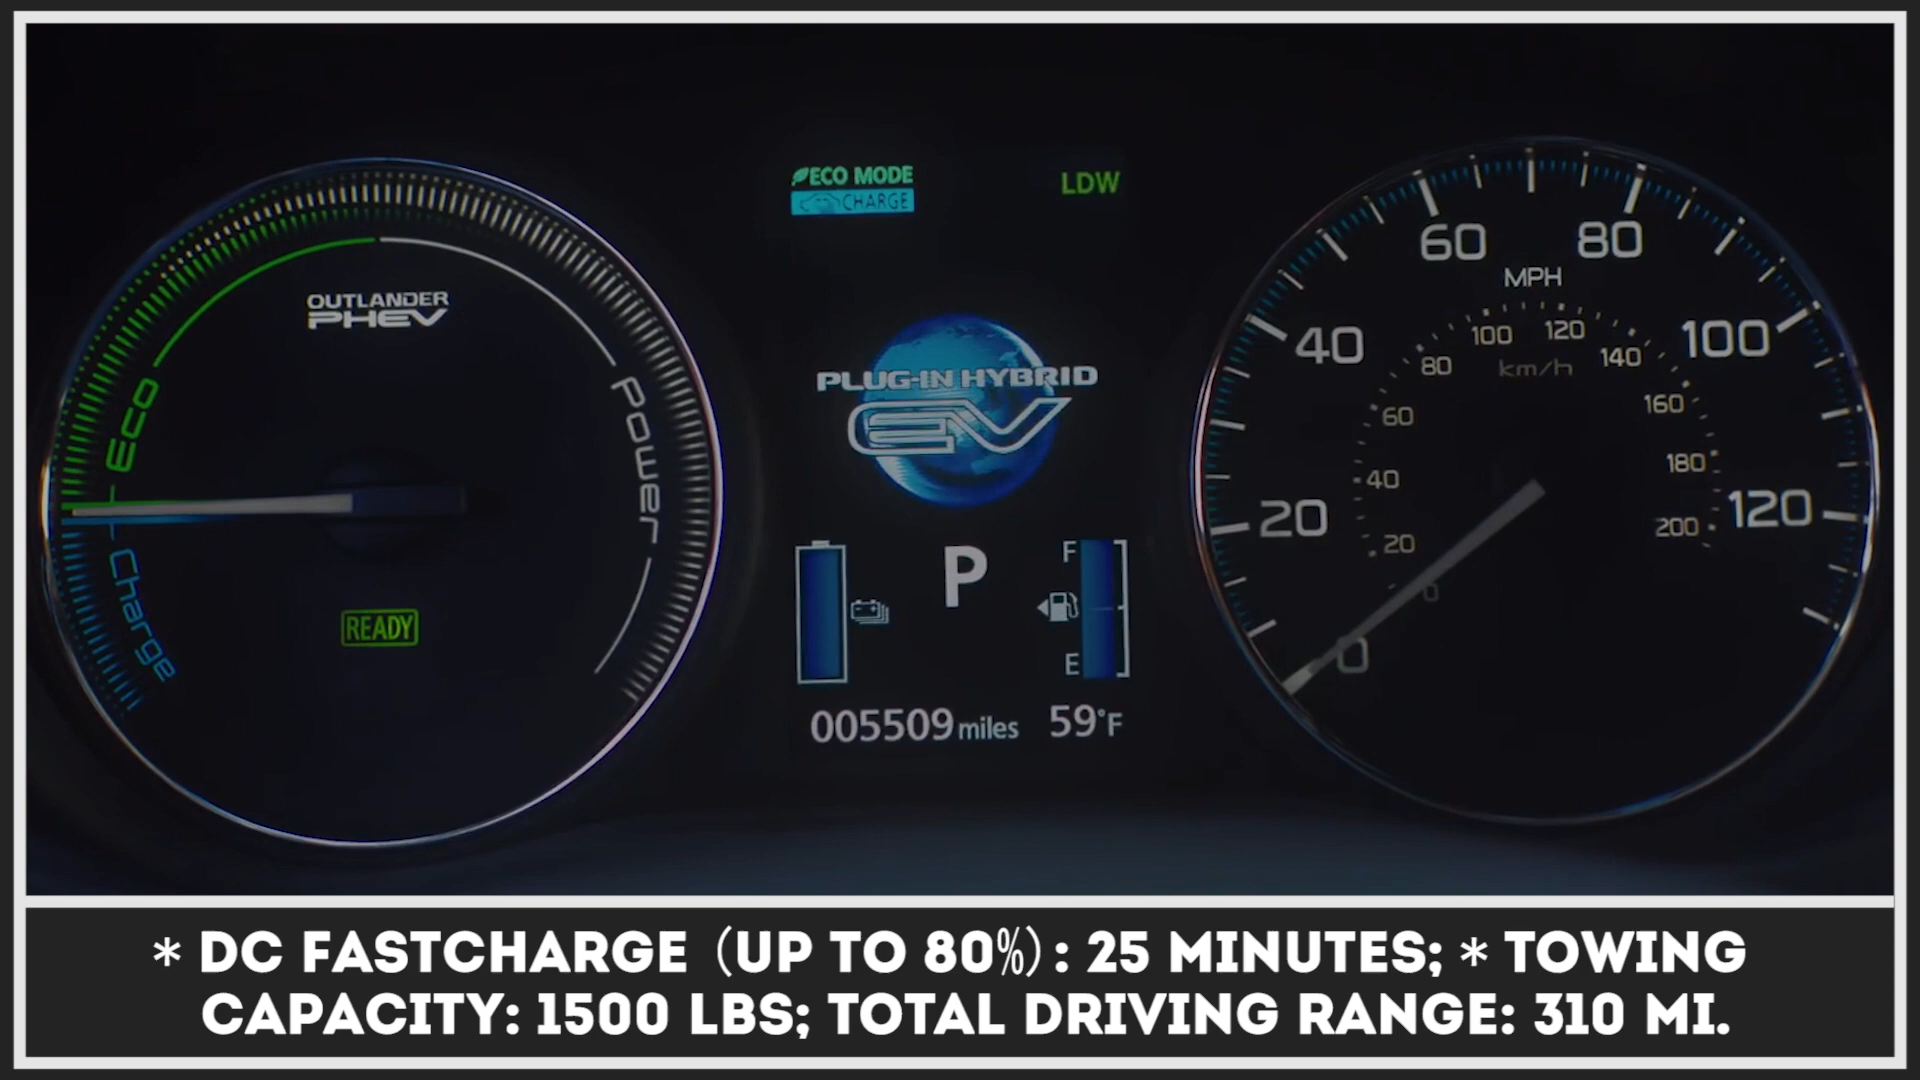 ECO MODE
CHARGE
LDW
OUTLANDER
PHEV
Eco
Power
Charge
READY
PLUG-IN HYBRID
EV
P
F
E
005509 miles 59°F
0
20
40
60
80
100
120
MPH
km/h
0
20
40
60
80
100
120
140
160
180
200
* DC FASTCHARGE (UP TO 80%): 25 MINUTES; * TOWING
CAPACITY: 1500 LBS; TOTAL DRIVING RANGE: 310 MI.